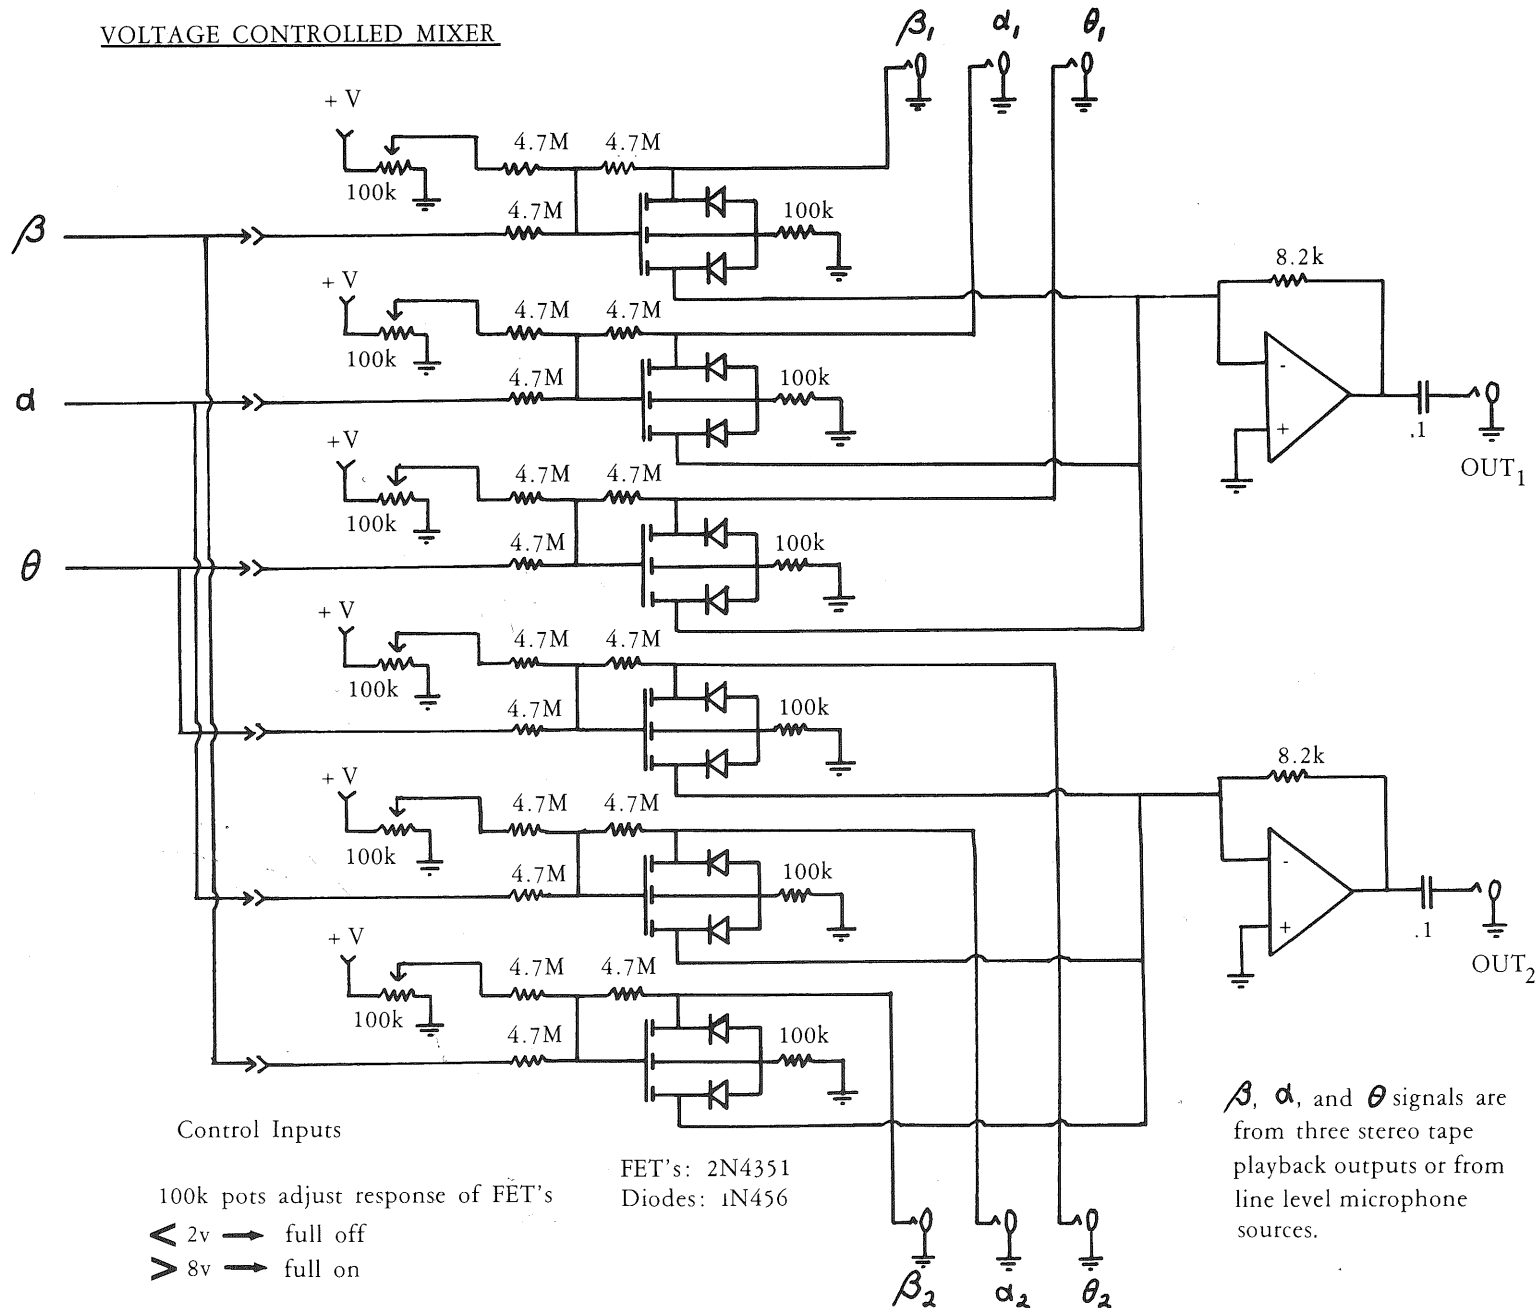 VOLTAGE CONTROLLED MIXER
β1 α1 θ1
+ V
4.7M 4.7M
100k
4.7M 100k
β
+ V
8.2k
4.7M 4.7M
100k
4.7M 100k
α
-
+
.1
OUT1
+ V
4.7M 4.7M
100k
4.7M 100k
θ
+ V
4.7M 4.7M
100k
4.7M 100k
8.2k
+ V
4.7M 4.7M
100k
4.7M 100k
-
+
.1
OUT2
+ V
4.7M 4.7M
100k
4.7M 100k
Control Inputs
100k pots adjust response of FET's
< 2v → full off
> 8v → full on
FET's: 2N4351
Diodes: 1N456
β, α, and θ signals are
from three stereo tape
playback outputs or from
line level microphone
sources.
β2 α2 θ2